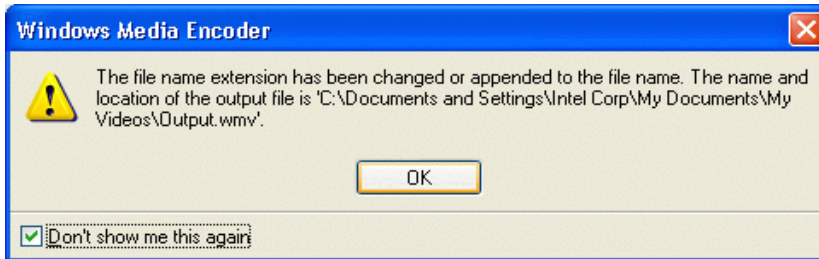 Windows Media Encoder
The file name extension has been changed or appended to the file name. The name and
location of the output file is 'C:\Documents and Settings\Intel Corp\My Documents\My
Videos\Output.wmv'.
OK
Don't show me this again